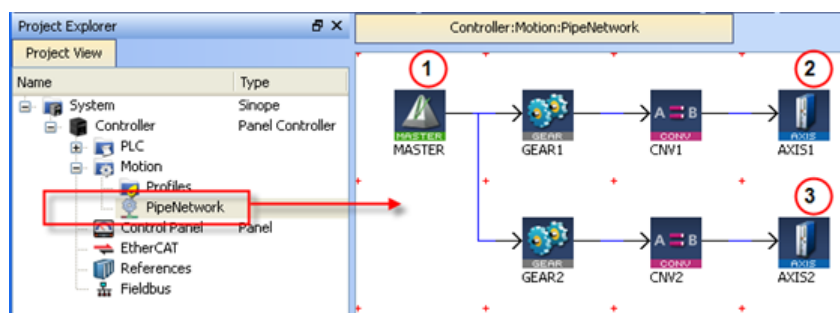 Project Explorer
Project View
Name Type
System Sinope
Controller Panel Controller
PLC
Motion
Profiles
PipeNetwork
Control Panel Panel
EtherCAT
References
Fieldbus
Controller:Motion:PipeNetwork
1
2
MASTER
GEAR
A B
CONV
AXIS
MASTER
GEAR1
CNV1
AXIS1
3
GEAR
A B
CONV
AXIS
GEAR2
CNV2
AXIS2